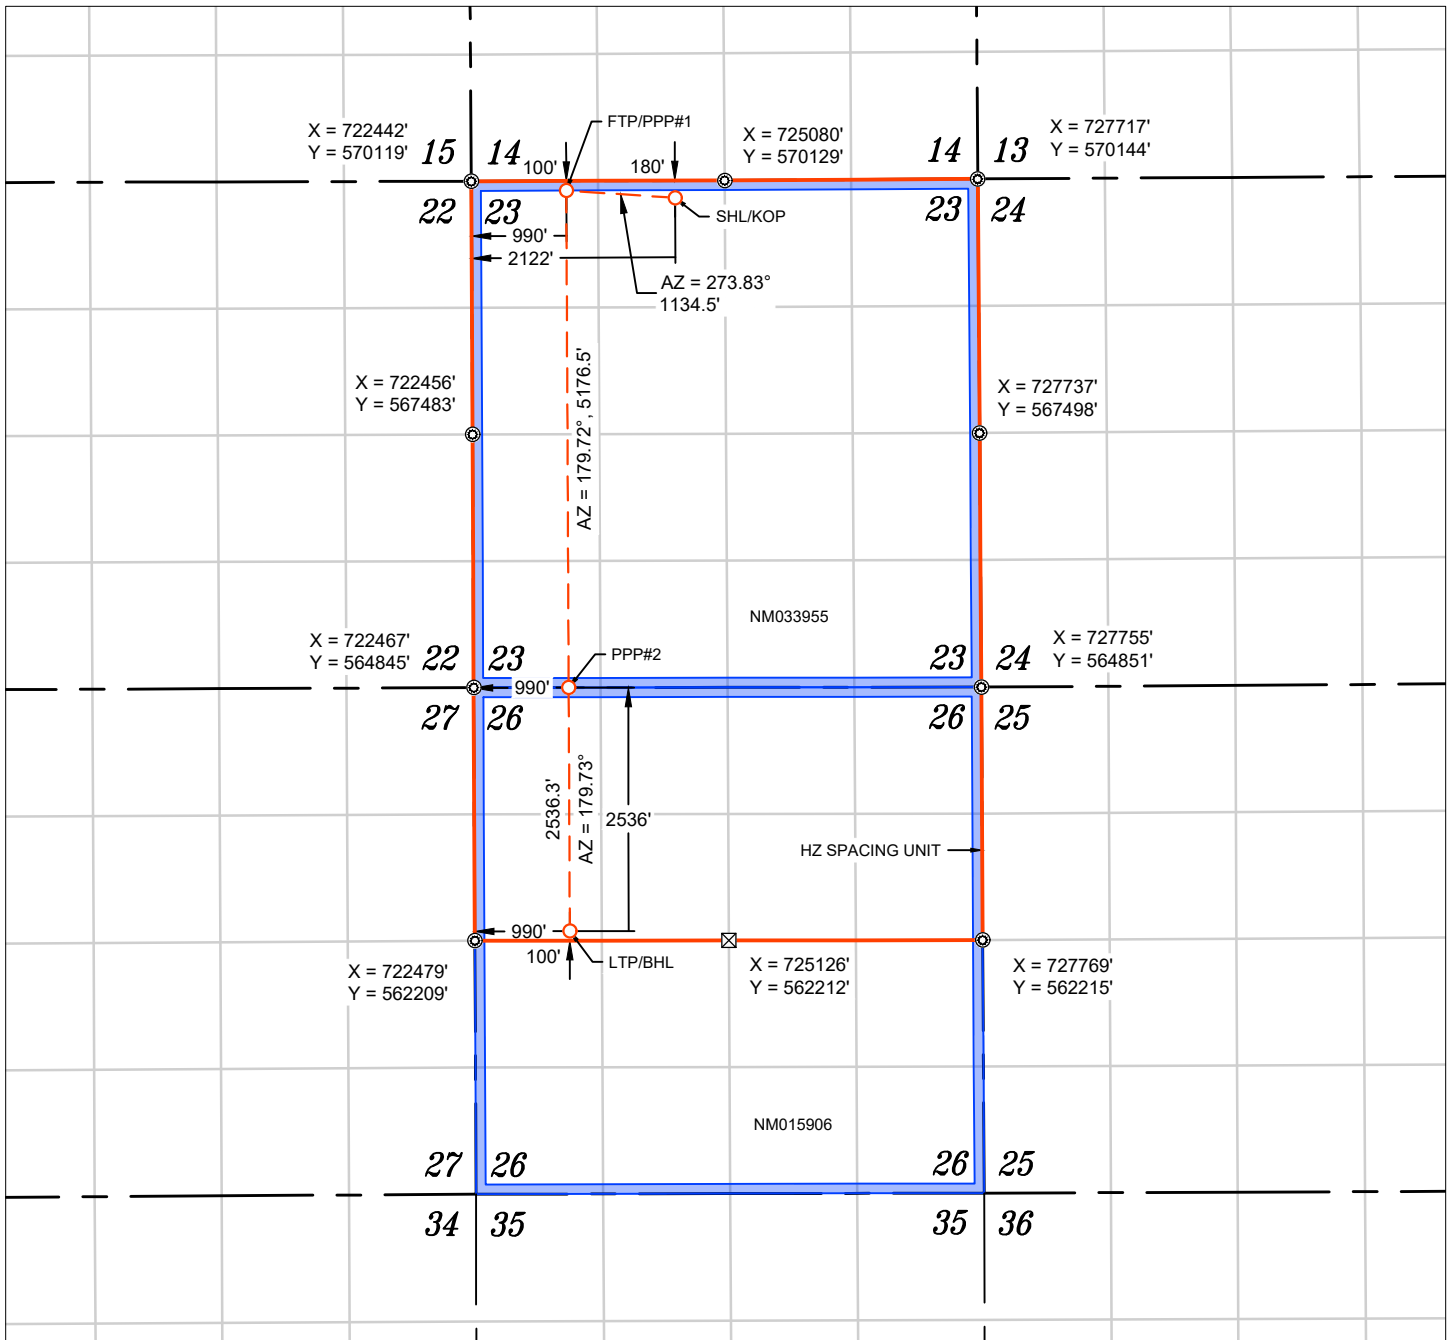 X = 722442'
Y = 570119'
15
14
FTP/PPP#1
100'
180'
X = 725080'
Y = 570129'
14
13
X = 727717'
Y = 570144'
22
23
SHL/KOP
23
24
990'
2122'
AZ = 273.83°
1134.5'
X = 722456'
Y = 567483'
AZ = 179.72°, 5176.5'
X = 727737'
Y = 567498'
NM033955
X = 722467'
Y = 564845'
22
23
PPP#2
23
24
X = 727755'
Y = 564851'
990'
27
26
26
25
2536.3'
AZ = 179.73°
2536'
HZ SPACING UNIT
990'
100'
LTP/BHL
X = 722479'
Y = 562209'
X = 725126'
Y = 562212'
X = 727769'
Y = 562215'
NM015906
27
26
26
25
34
35
35
36